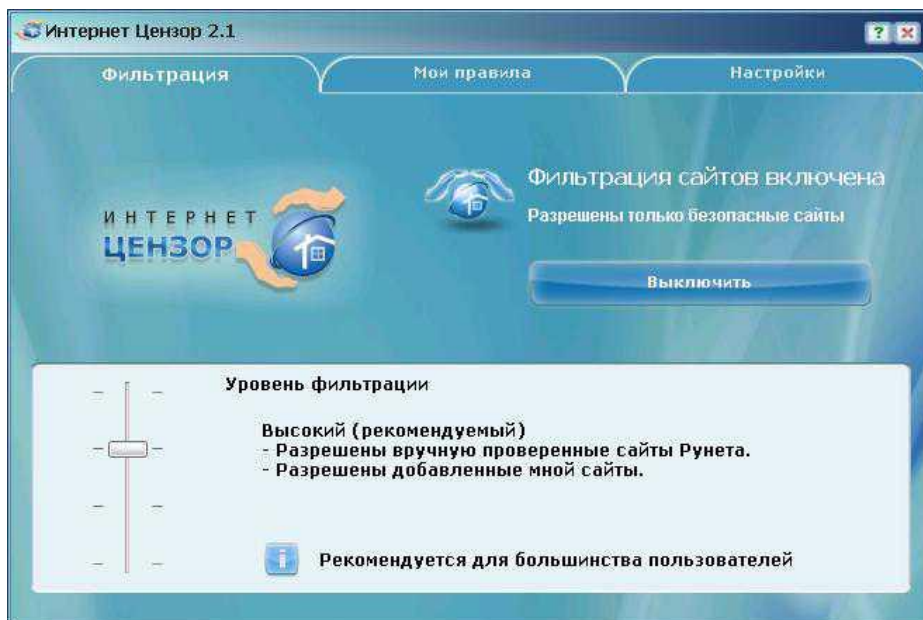 Интернет Цензор 2.1
Фильтрация
Мои правила
Настройки
ИНТЕРНЕТ
ЦЕНЗОР
Фильтрация сайтов включена
Разрешены только безопасные сайты
Выключить
Уровень фильтрации
Высокий (рекомендуемый)
- Разрешены вручную проверенные сайты Рунета.
- Разрешены добавленные мной сайты.
Рекомендуется для большинства пользователей